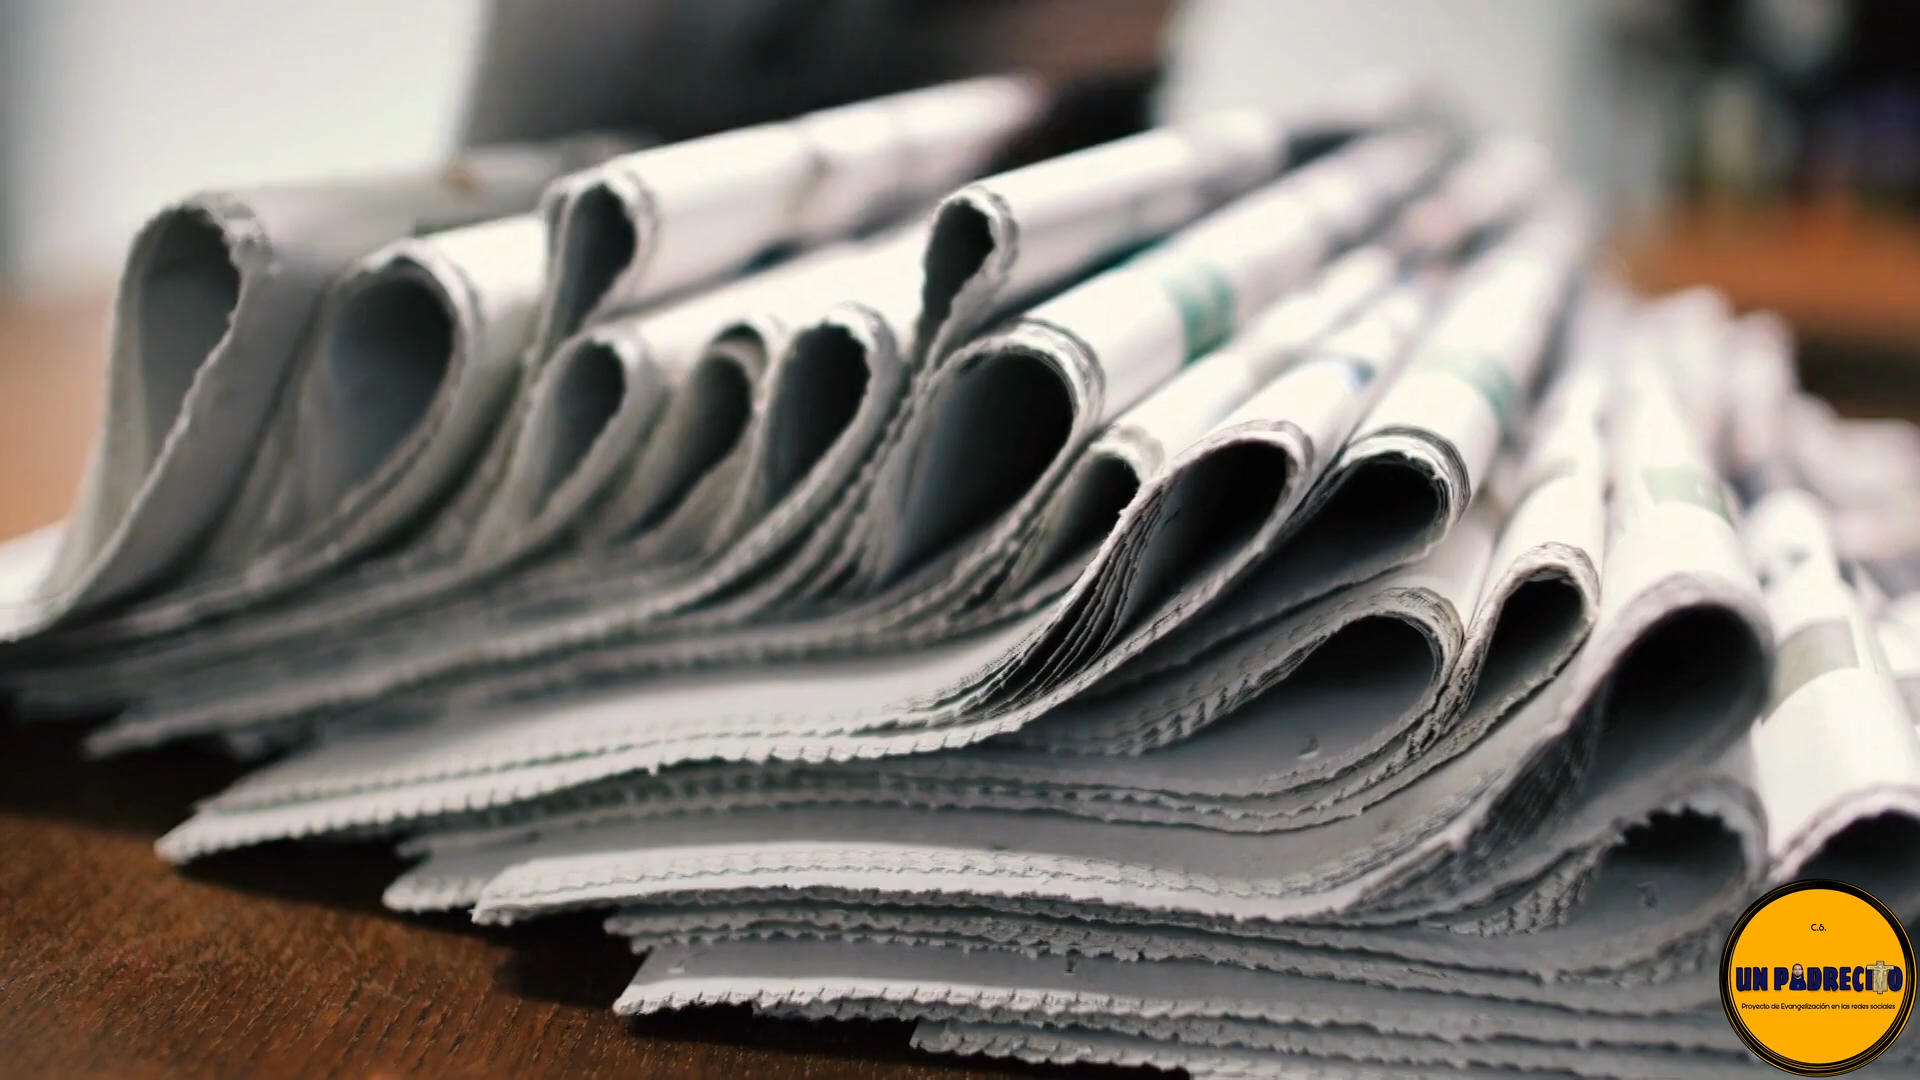 C.S.
UN PADRECITO
Proyecto de Evangelización en las redes sociales